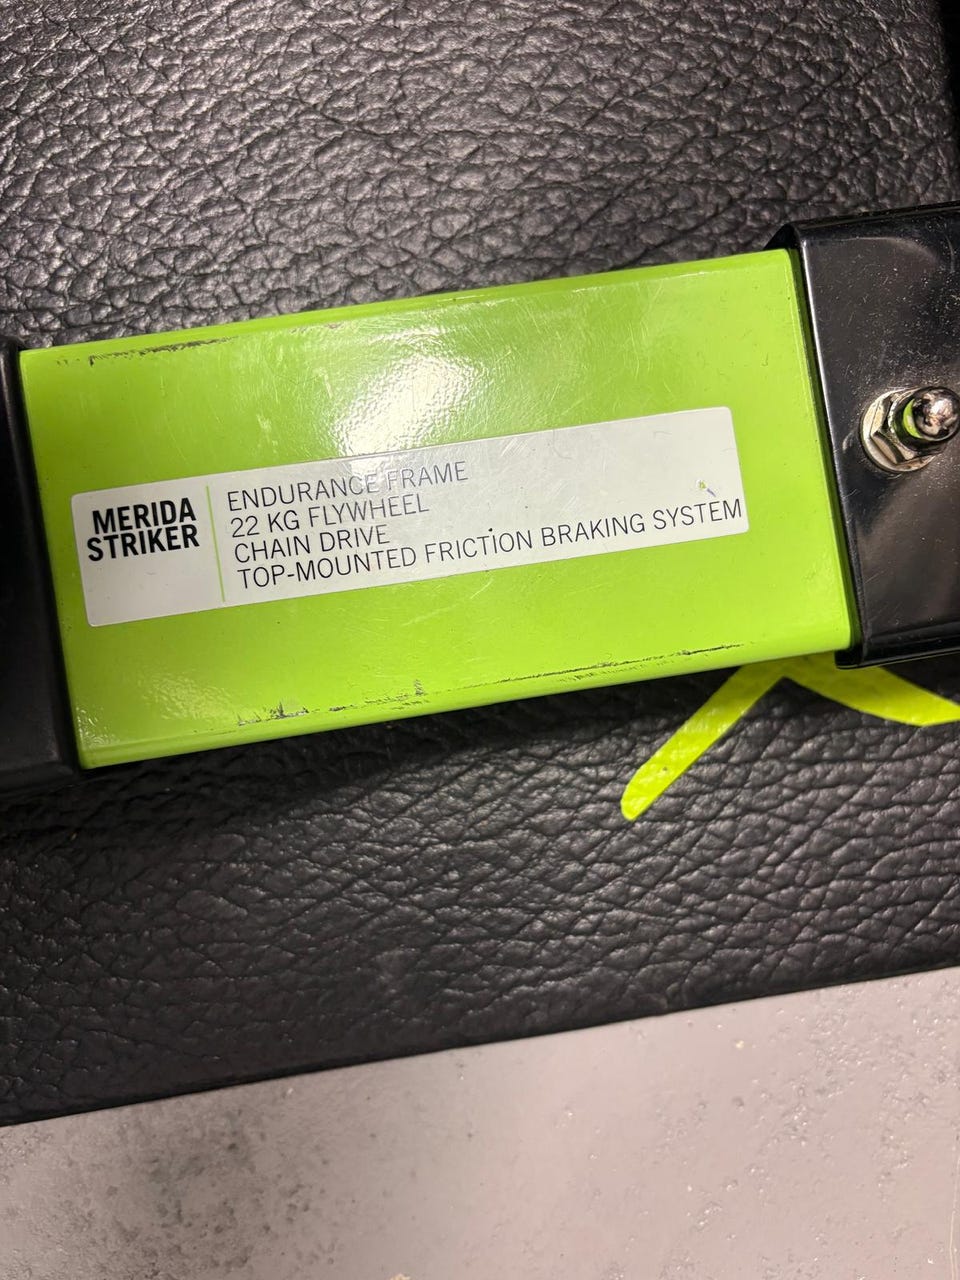 MERIDA
STRIKER
ENDURANCE FRAME
22 KG FLYWHEEL
CHAIN DRIVE
TOP-MOUNTED FRICTION BRAKING SYSTEM